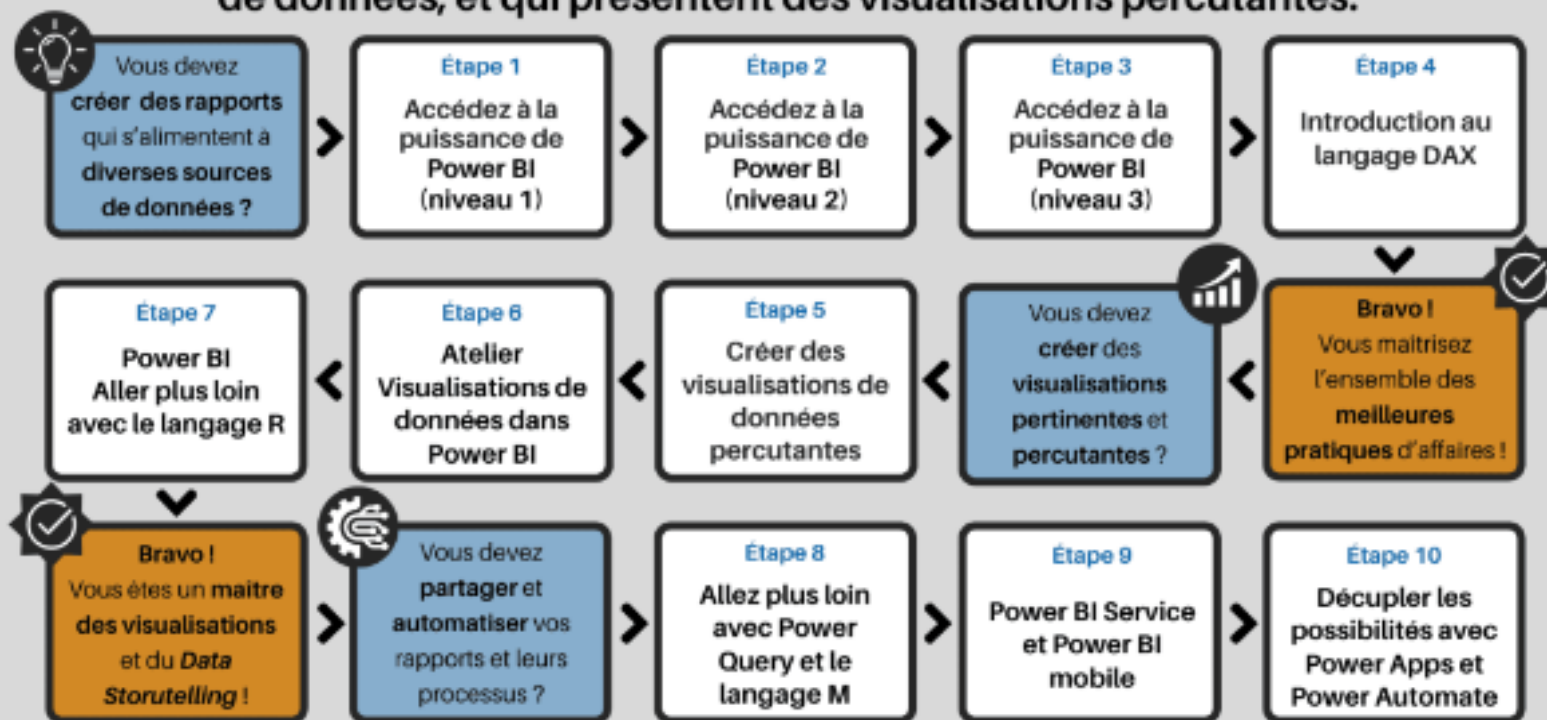 de données, et qui présentent des visualisations percutantes.
Vous devez
créer des rapports
qui s'alimentent à
diverses sources
de données ?
Étape 1
Accédez à la
puissance de
Power BI
(niveau 1)
Étape 2
Accédez à la
puissance de
Power BI
(niveau 2)
Étape 3
Accédez à la
puissance de
Power BI
(niveau 3)
Étape 4
Introduction au
langage DAX
Bravo !
Vous maîtrisez
l'ensemble des
meilleures
pratiques d'affaires !
Vous devez
créer des
visualisations
pertinentes et
percutantes ?
Étape 5
Créer des
visualisations de
données
percutantes
Étape 6
Atelier
Visualisations de
données dans
Power BI
Étape 7
Power BI
Aller plus loin
avec le langage R
Bravo !
Vous êtes un maître
des visualisations
et du Data
Storutelling !
Vous devez
partager et
automatiser vos
rapports et leurs
processus ?
Étape 8
Allez plus loin
avec Power
Query et le
langage M
Étape 9
Power BI Service
et Power BI
mobile
Étape 10
Décupler les
possibilités avec
Power Apps et
Power Automate